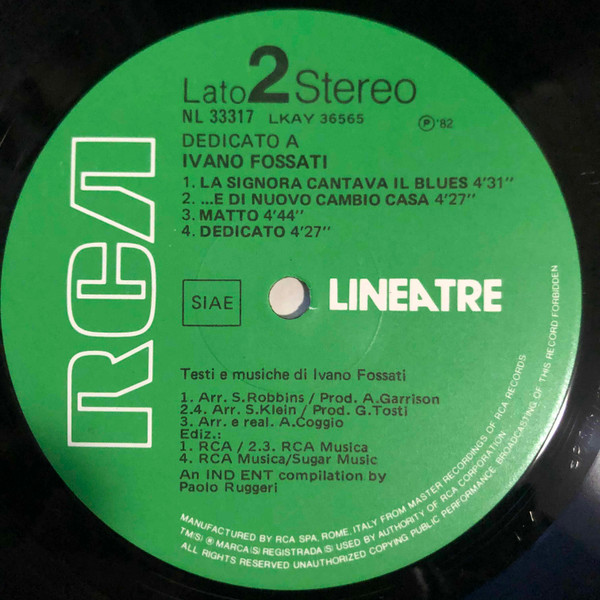 Lato 2 Stereo
NL 33317 LKAY 36565
Ⓟ'82
DEDICATO A
IVANO FOSSATI
1. LA SIGNORA CANTAVA IL BLUES 4'31"
2. ...E DI NUOVO CAMBIO CASA 4'27"
3. MATTO 4'44"
4. DEDICATO 4'27"
RCA
SIAE
LINEATRE
Testi e musiche di Ivano Fossati
1. Arr. S.Robbins / Prod. A.Garrison
2.4. Arr. S.Klein / Prod. G.Tosti
3. Arr. e real. A.Coggio
Ediz.:
1. RCA / 2.3. RCA Musica
4. RCA Musica/Sugar Music
An IND ENT compilation by
Paolo Ruggeri
MANUFACTURED BY RCA SPA, ROME, ITALY FROM MASTER RECORDINGS OF RCA RECORDS
TM(S) ® MARCA(S) REGISTRADA(S) USED BY AUTHORITY OF RCA CORPORATION
ALL RIGHTS RESERVED UNAUTHORIZED COPYING PUBLIC PERFORMANCE BROADCASTING OF THIS RECORD FORBIDDEN